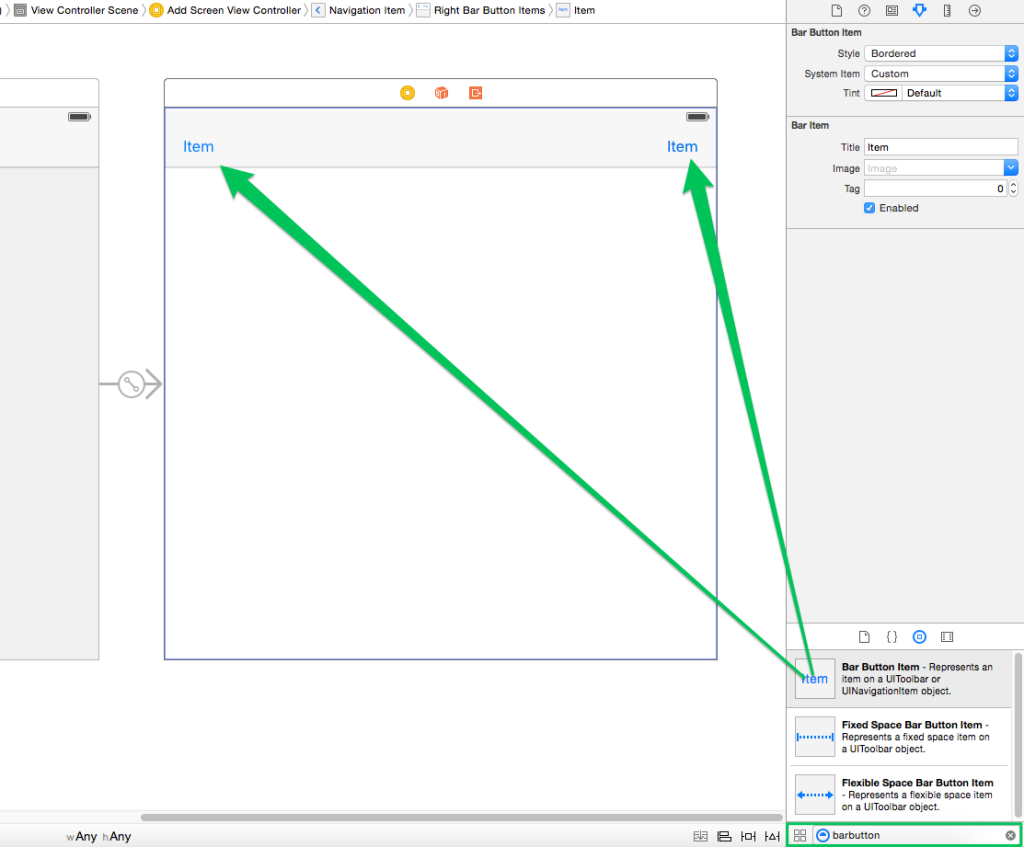 ) View Controller Scene Add Screen View Controller Navigation Item Right Bar Button Items Item
Item Item
Bar Button Item
Style Bordered
System Item Custom
Tint Default
Bar Item
Title Item
Image Image
Tag 0
Enabled
Item
Bar Button Item - Represents an
item on a UIToolbar or
UINavigationItem object.
Fixed Space Bar Button Item -
Represents a fixed space item on
a UIToolbar object.
Flexible Space Bar Button Item
- Represents a flexible space item
on a UIToolbar object.
wAny hAny
barbutton